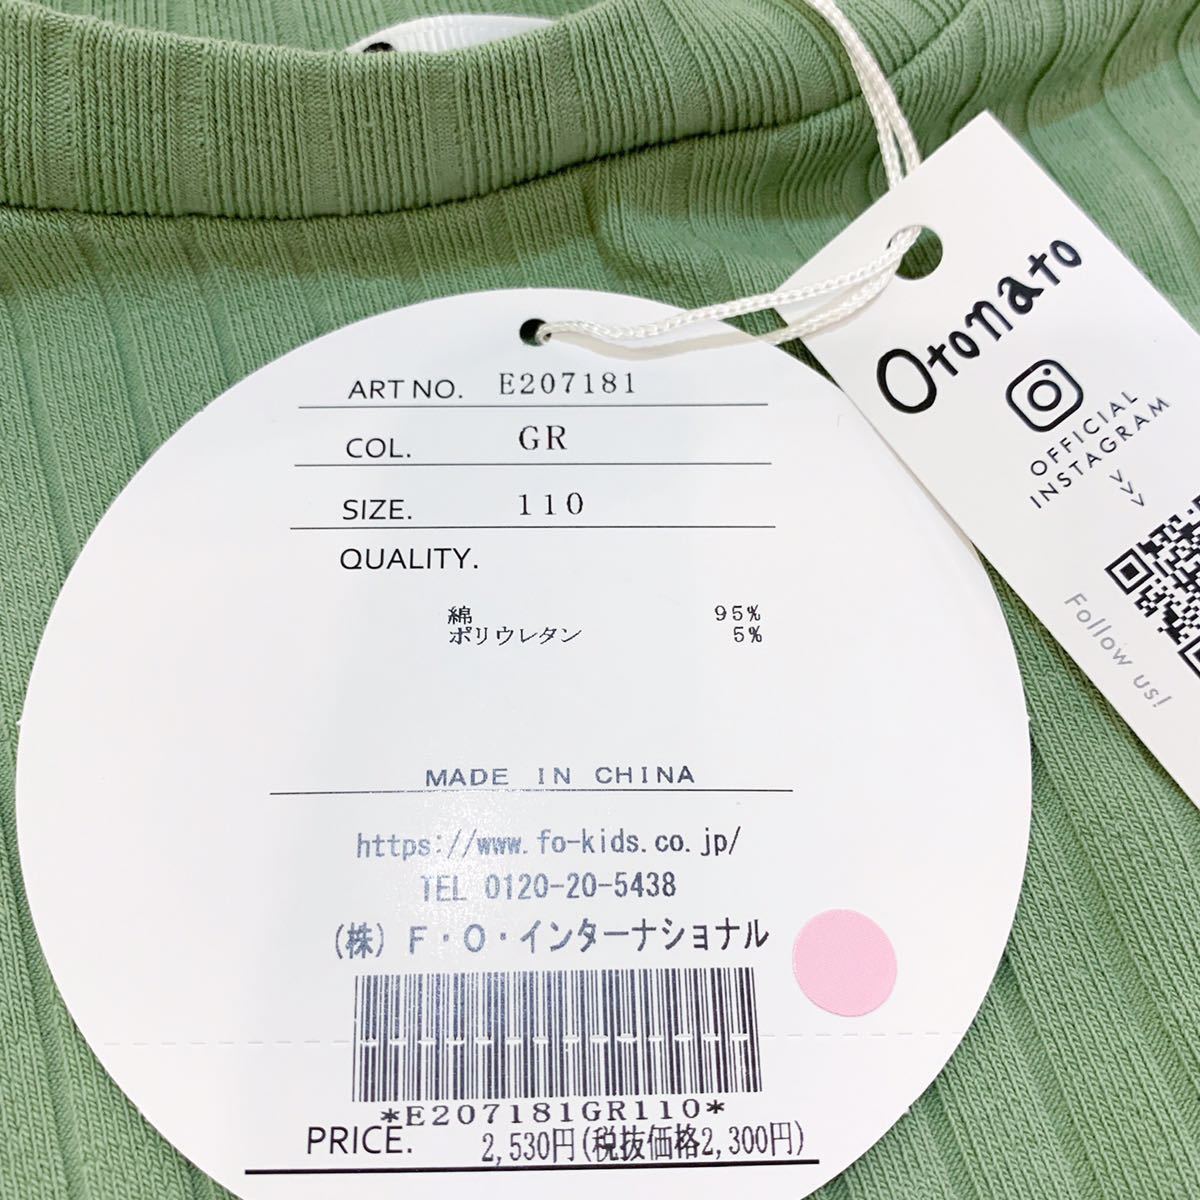 ART NO. E207181
COL. GR
SIZE. 110
QUALITY.
綿 95%
ポリウレタン 5%
MADE IN CHINA
https://www.fo-kids.co.jp/
TEL 0120-20-5438
(株) F・O・インターナショナル
*E207181GR110*
PRICE. 2,530円(税抜価格2,300円)
Otonato
OFFICIAL
INSTAGRAM
Follow us!